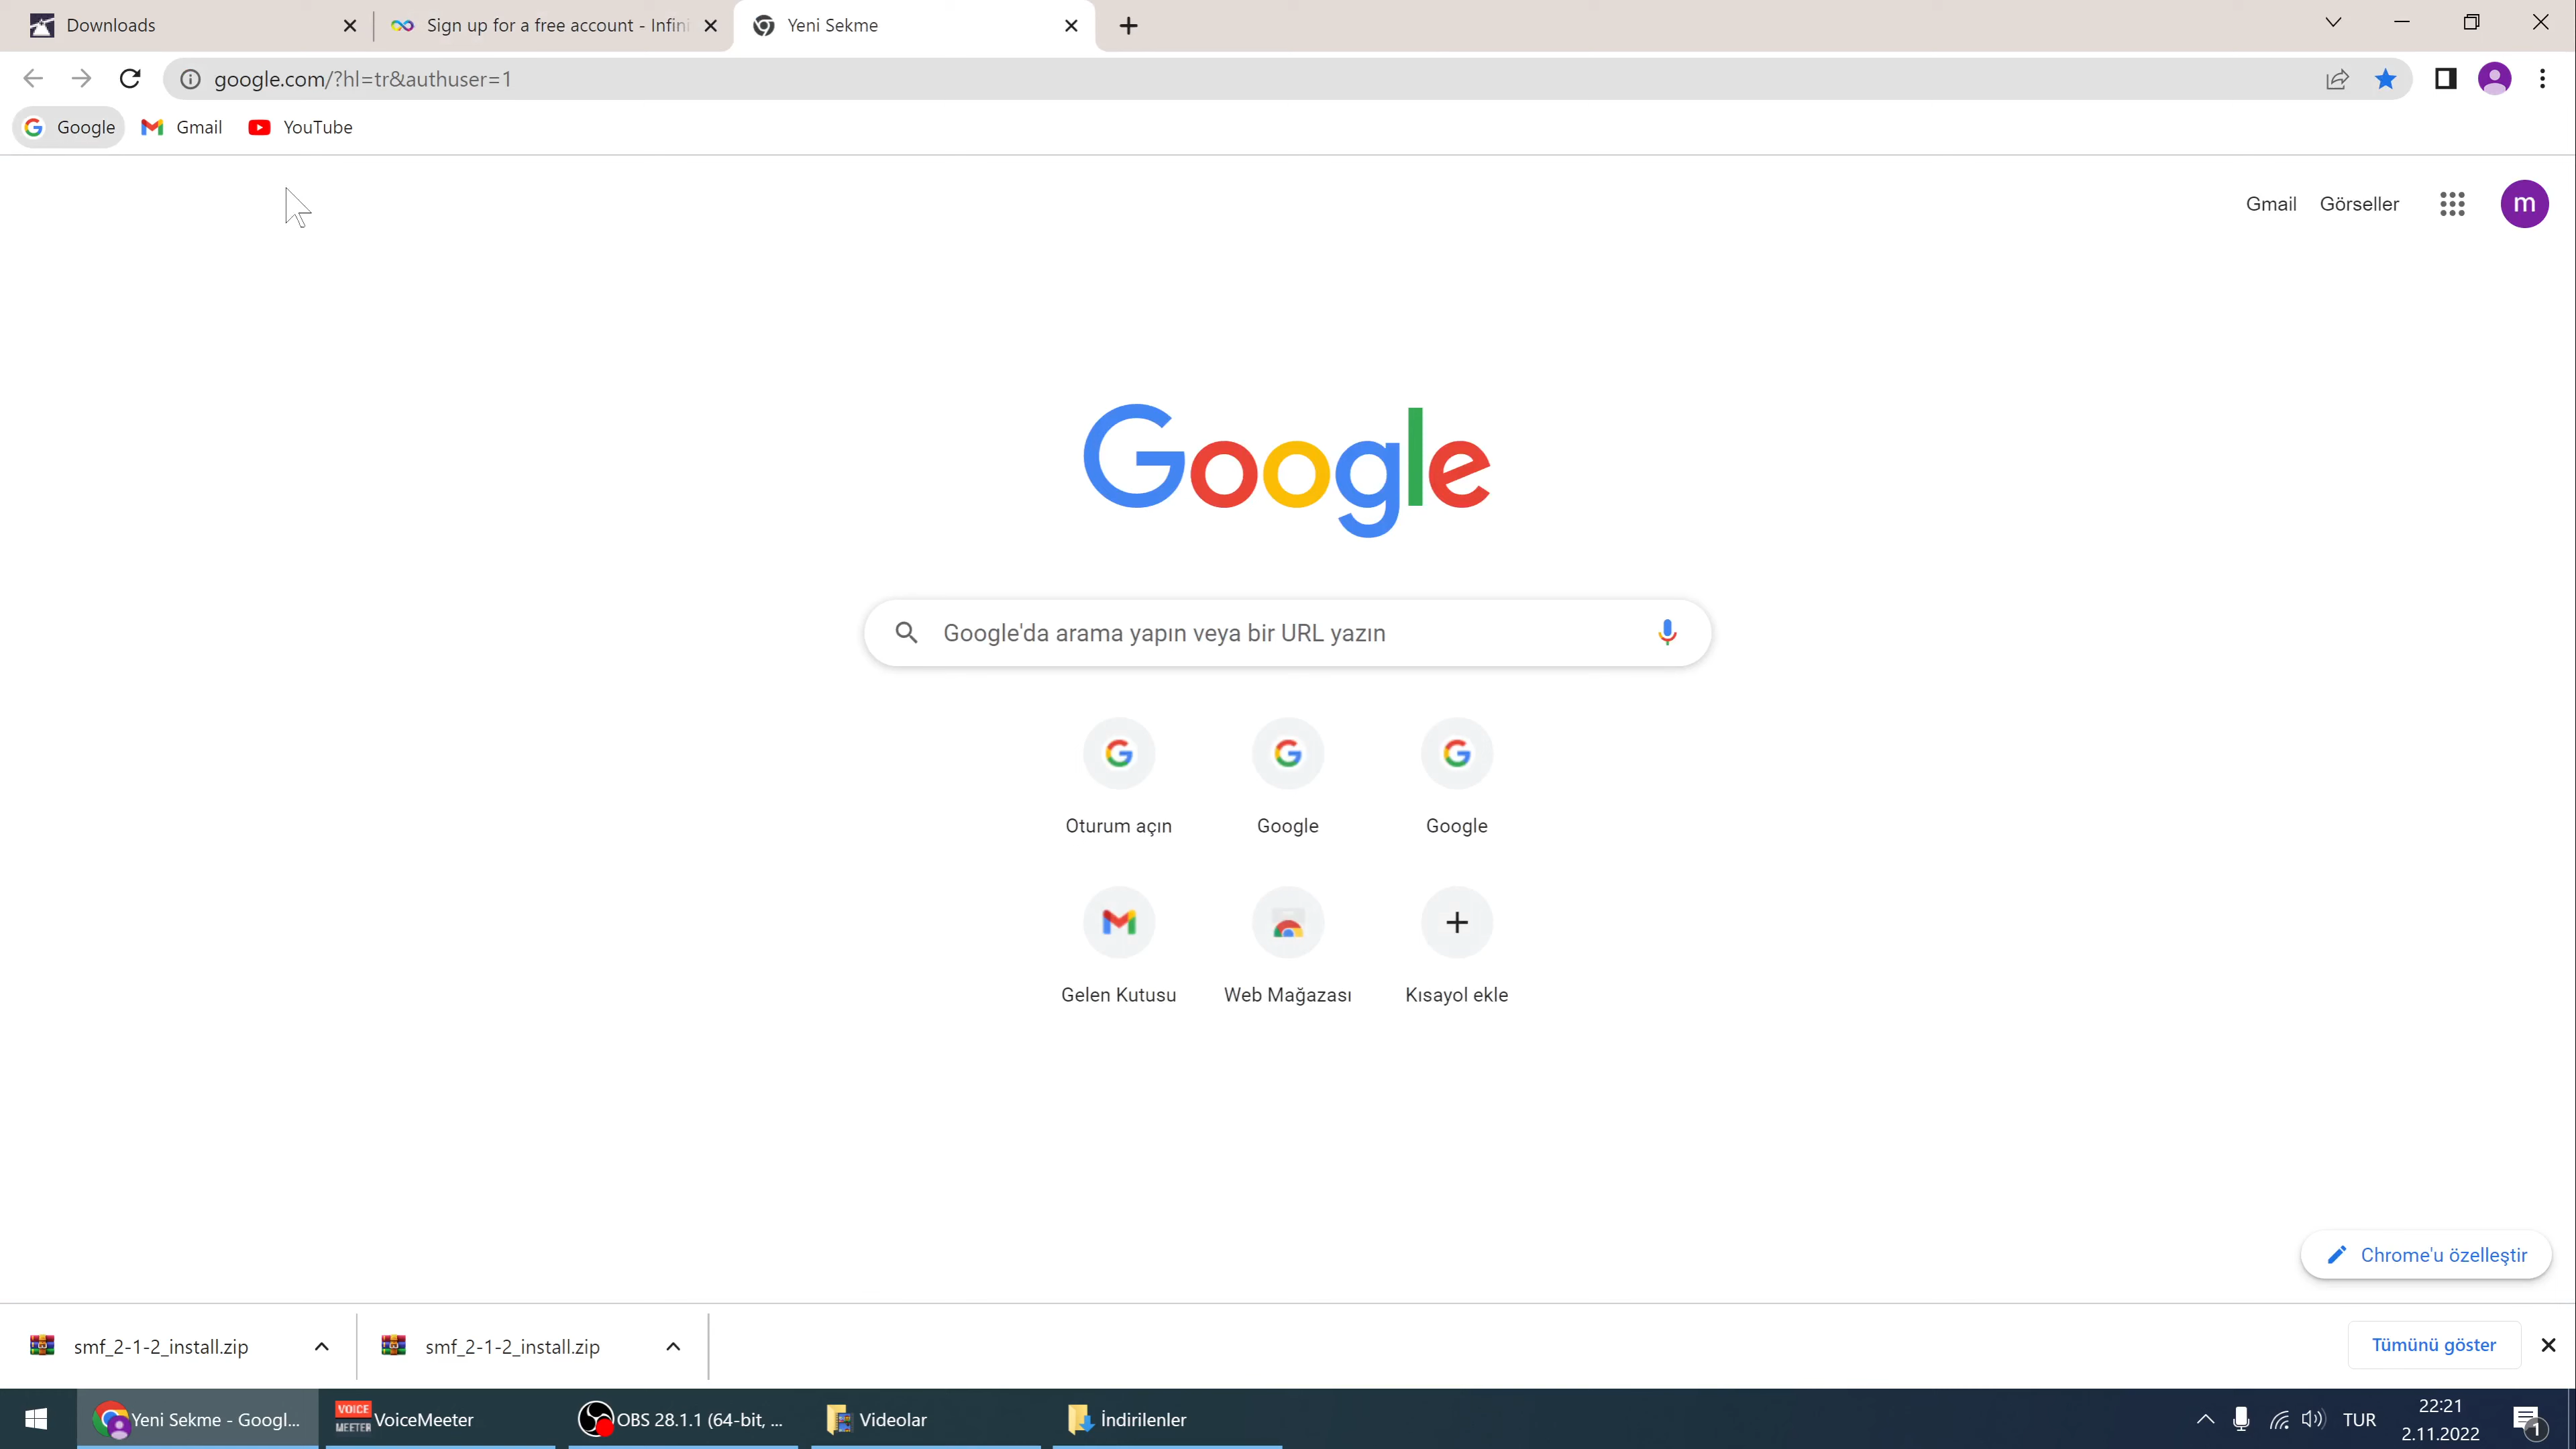 Downloads
Sign up for a free account - Infini
Yeni Sekme
google.com/?hl=tr&authuser=1
Google
Gmail
YouTube
Gmail
Görseller
m
Google
Google'da arama yapın veya bir URL yazın
Oturum açın
Google
Google
Gelen Kutusu
Web Mağazası
Kısayol ekle
Chrome'u özelleştir
smf_2-1-2_install.zip
smf_2-1-2_install.zip
Tümünü göster
Yeni Sekme - Googl...
VOICE
MEETER
VoiceMeeter
OBS 28.1.1 (64-bit, ...
Videolar
İndirilenler
TUR
22:21
2.11.2022
1